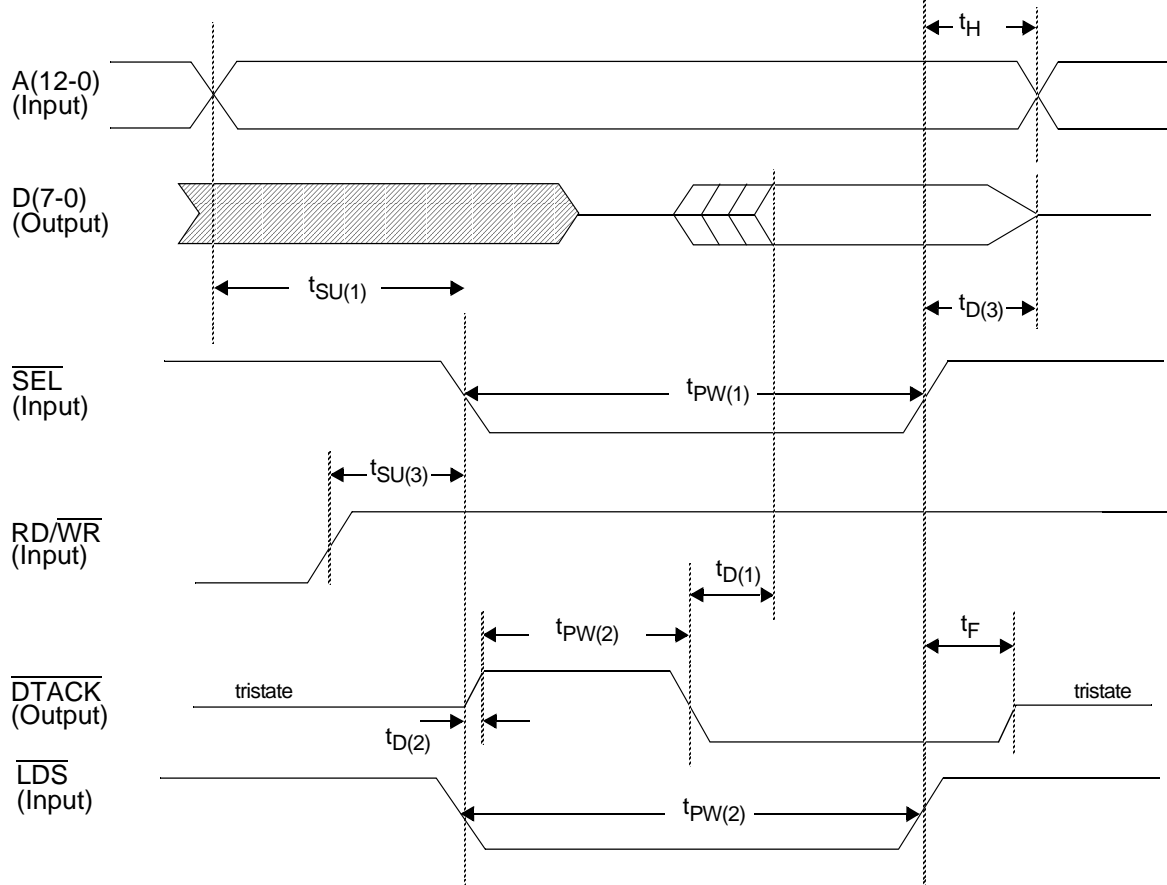 tH
A(12-0)
(Input)
D(7-0)
(Output)
tSU(1)
tD(3)
SEL
(Input)
tPW(1)
tSU(3)
RD/WR
(Input)
tD(1)
tPW(2)
tF
DTACK
(Output)
tristate
tristate
tD(2)
LDS
(Input)
tPW(2)